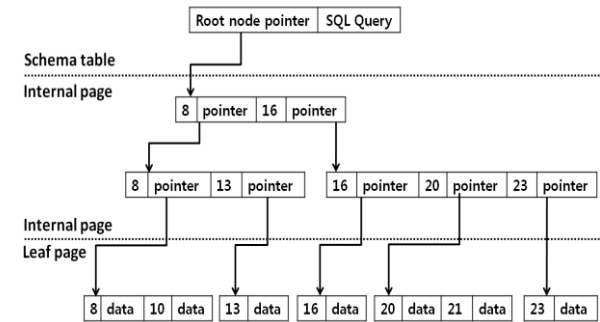 Root node pointer SQL Query
Schema table
Internal page
8 pointer 16 pointer
8 pointer 13 pointer 16 pointer 20 pointer 23 pointer
Internal page
Leaf page
8 data 10 data 13 data 16 data 20 data 21 data 23 data